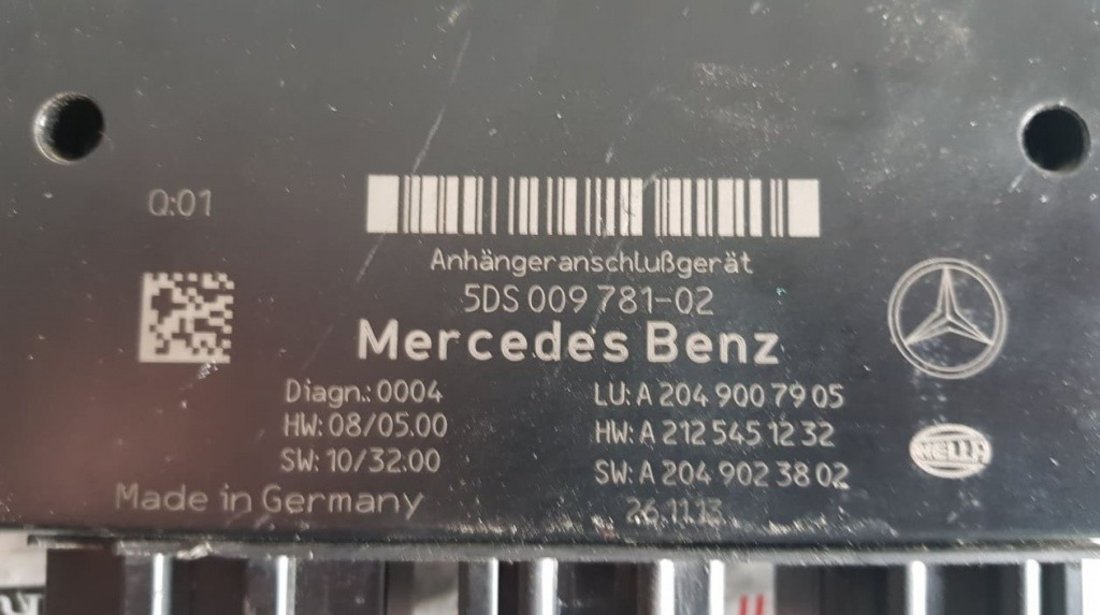 Q:01
Anhängeranschlußgerät
5DS 009 781-02
Mercedes Benz
Diagn.: 0004
LU: A 204 900 79 05
HW: 08/05.00
HW: A 212 545 12 32
SW: 10/32.00
SW: A 204 902 38 02
HELLA
Made in Germany
26.11.13